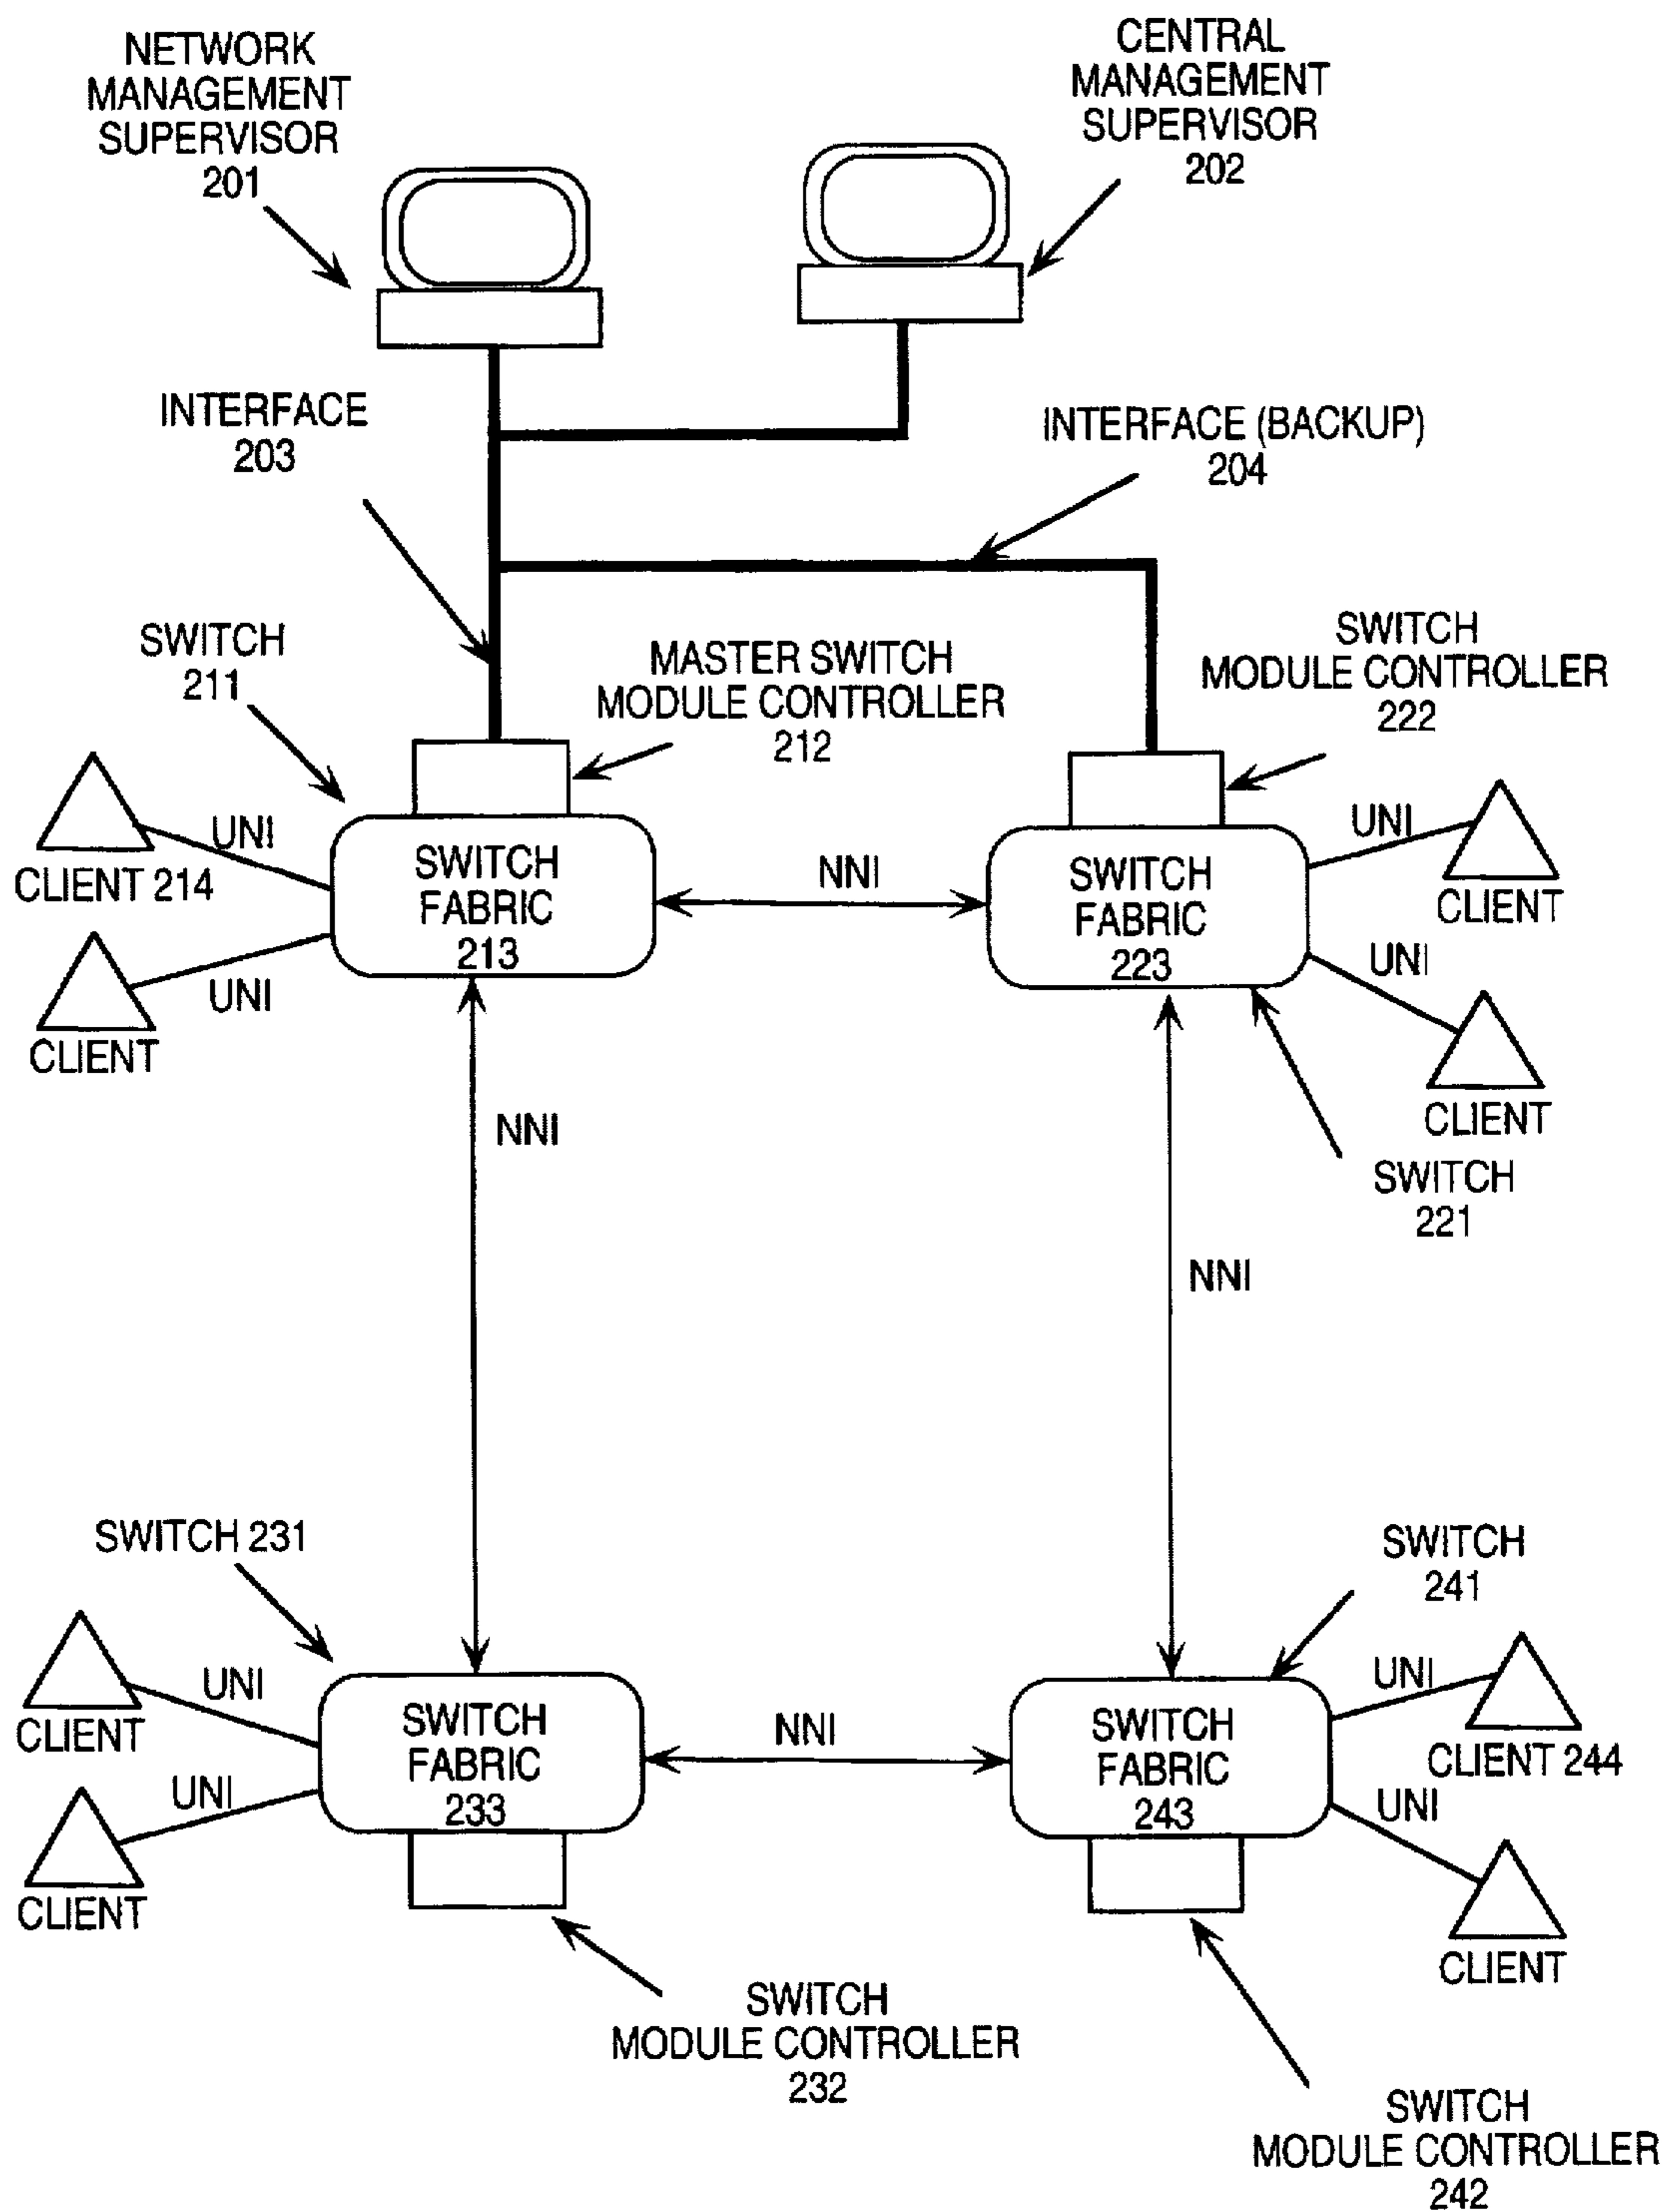 NETWORK
MANAGEMENT
SUPERVISOR
201
CENTRAL
MANAGEMENT
SUPERVISOR
202
INTERFACE
203
INTERFACE (BACKUP)
204
SWITCH
211
MASTER SWITCH
MODULE CONTROLLER
212
SWITCH
MODULE CONTROLLER
222
UNI
CLIENT 214
SWITCH
FABRIC
213
NNI
SWITCH
FABRIC
223
UNI
CLIENT
UNI
CLIENT
UNI
CLIENT
NNI
SWITCH
221
NNI
SWITCH 231
SWITCH
241
UNI
CLIENT
SWITCH
FABRIC
233
NNI
SWITCH
FABRIC
243
UNI
CLIENT 244
UNI
CLIENT
UNI
CLIENT
SWITCH
MODULE CONTROLLER
232
SWITCH
MODULE CONTROLLER
242